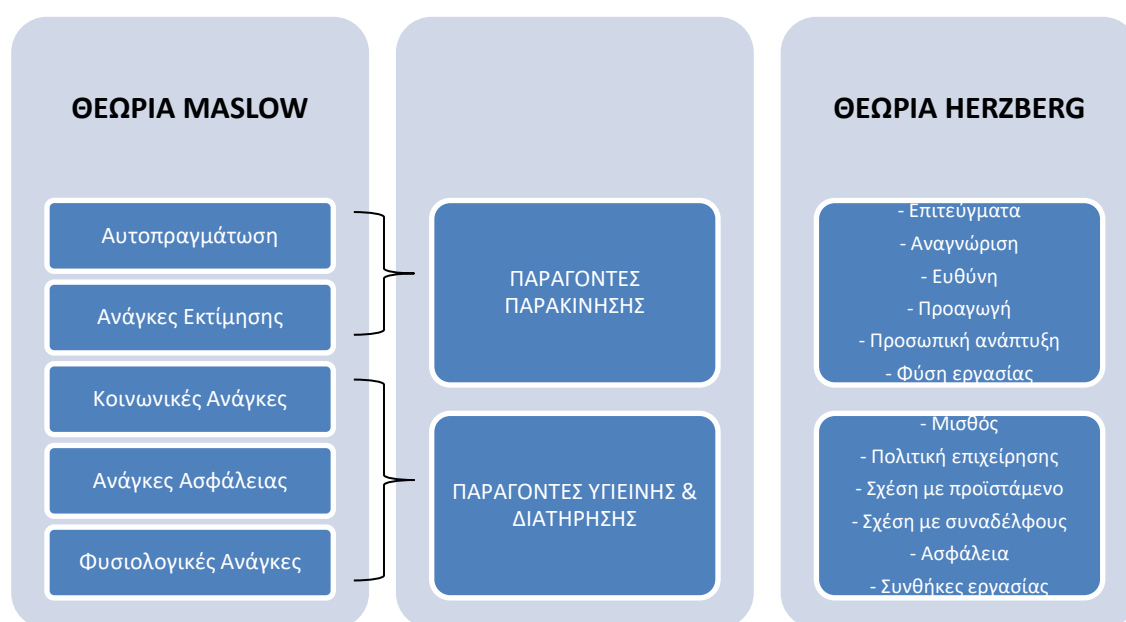 ΘΕΩΡΙΑ MASLOW
Αυτοπραγμάτωση
Ανάγκες Εκτίμησης
Κοινωνικές Ανάγκες
Ανάγκες Ασφάλειας
Φυσιολογικές Ανάγκες
ΠΑΡΑΓΟΝΤΕΣ
ΠΑΡΑΚΙΝΗΣΗΣ
ΠΑΡΑΓΟΝΤΕΣ ΥΓΙΕΙΝΗΣ &
ΔΙΑΤΗΡΗΣΗΣ
ΘΕΩΡΙΑ HERZBERG
- Επιτεύγματα
- Αναγνώριση
- Ευθύνη
- Προαγωγή
- Προσωπική ανάπτυξη
- Φύση εργασίας
- Μισθός
- Πολιτική επιχείρησης
- Σχέση με προϊστάμενο
- Σχέση με συναδέλφους
- Ασφάλεια
- Συνθήκες εργασίας